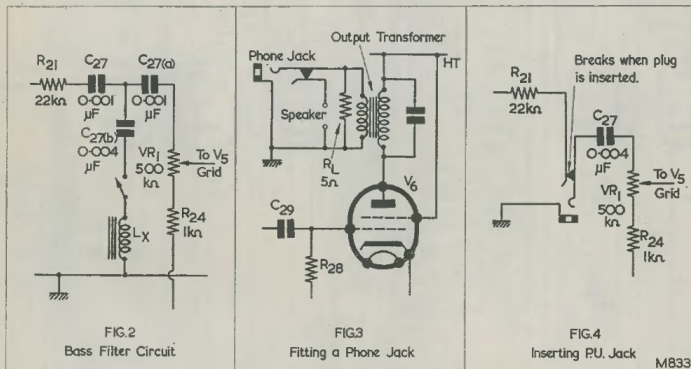 R21
22kΩ
C27
0·001
µF
C27(a)
0·001
µF
C27(b)
0·004
µF
VR1
500
kΩ
To V5
Grid
R24
1kΩ
LX
FIG.2
Bass Filter Circuit
Phone Jack
Output Transformer
HT
Speaker
RL
5Ω
V6
C29
R28
FIG.3
Fitting a Phone Jack
Breaks when plug
is inserted.
R21
22kΩ
C27
0·004
µF
VR1
500
kΩ
To V5
Grid
R24
1kΩ
FIG.4
Inserting P.U. Jack
M833